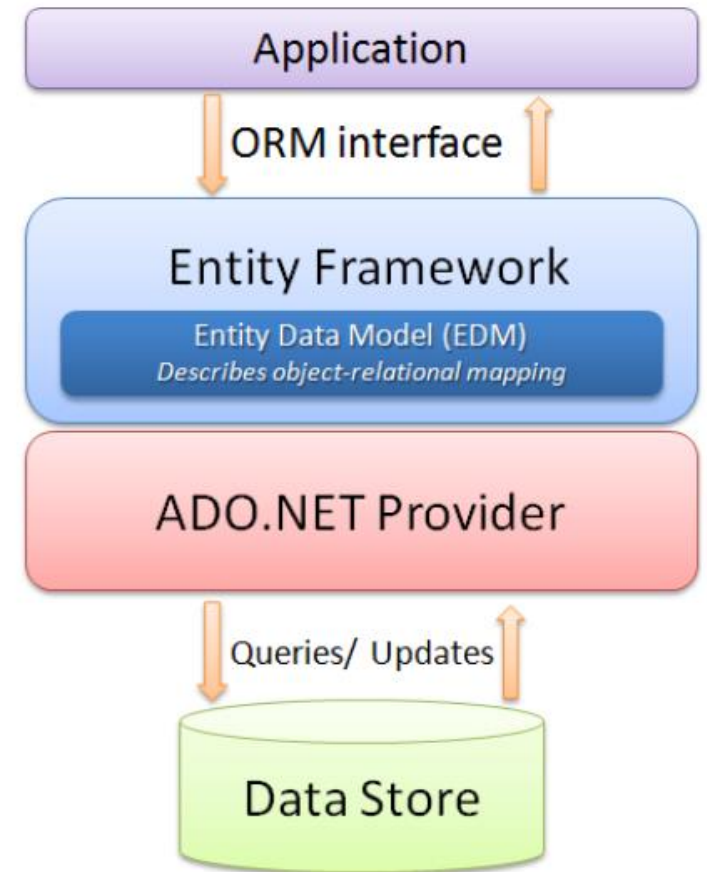 Application
ORM interface
Entity Framework
Entity Data Model (EDM)
Describes object-relational mapping
ADO.NET Provider
Queries/ Updates
Data Store